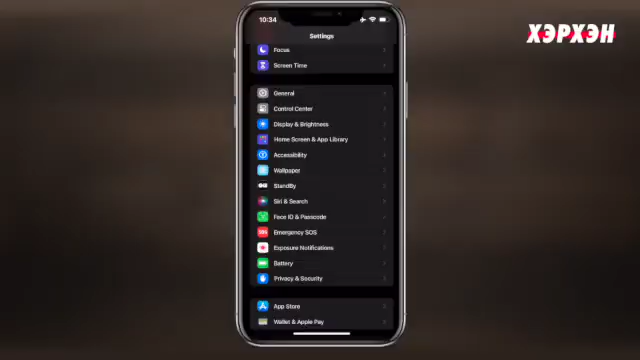 10:34
ХЭРХЭН
Settings
Focus
Screen Time
General
Control Center
Display & Brightness
Home Screen & App Library
Accessibility
Wallpaper
StandBy
Siri & Search
Face ID & Passcode
SOS Emergency SOS
Exposure Notifications
Battery
Privacy & Security
App Store
Wallet & Apple Pay